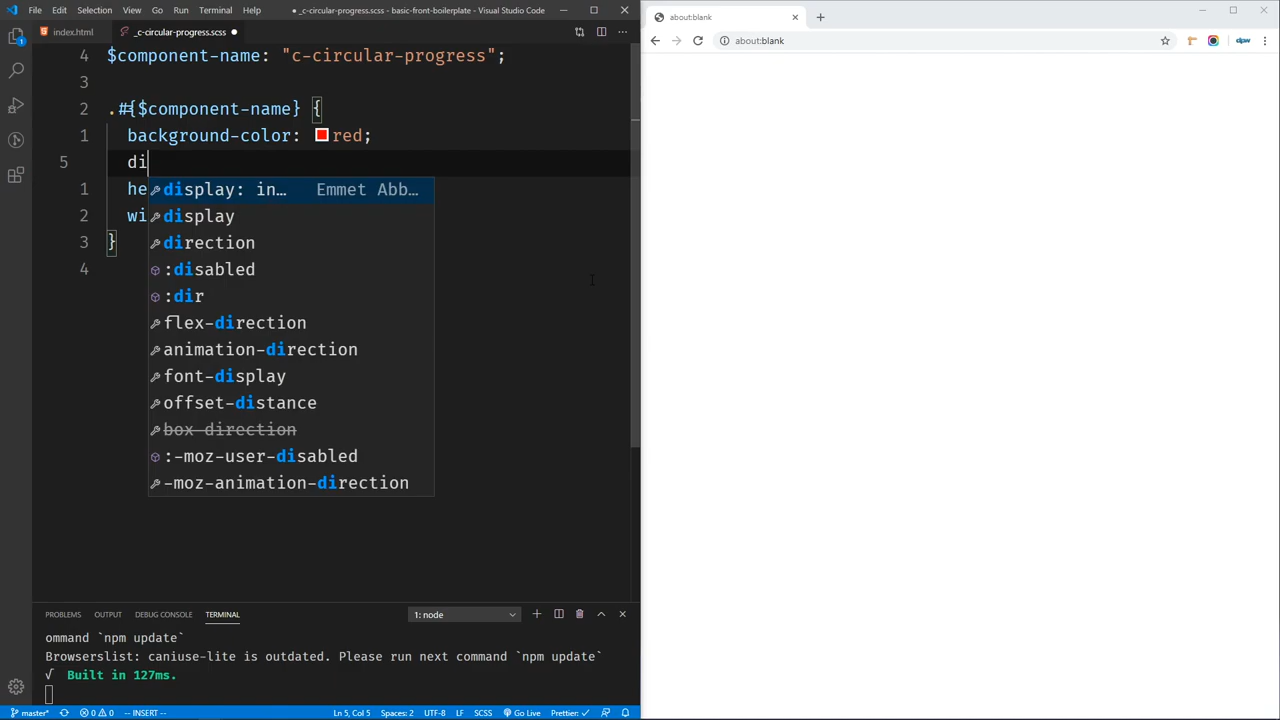 File Edit Selection View Go Run Terminal Help
_c-circular-progress.scss - basic-front-boilerplate - Visual Studio Code
index.html
_c-circular-progress.scss
4 $component-name: "c-circular-progress";
3
2 .#{$component-name} {
1 background-color: red;
5 di
1 he
2 wi
3 }
4
display: in… Emmet Abb…
display
direction
:disabled
:dir
flex-direction
animation-direction
font-display
offset-distance
box-direction
:-moz-user-disabled
-moz-animation-direction
PROBLEMS OUTPUT DEBUG CONSOLE TERMINAL
1: node
ommand `npm update`
Browserslist: caniuse-lite is outdated. Please run next command `npm update`
√ Built in 127ms.
1
master* 0 0 -- INSERT -- Ln 5, Col 5 Spaces: 2 UTF-8 LF SCSS Go Live Prettier: ✓
about:blank
about:blank
dpw